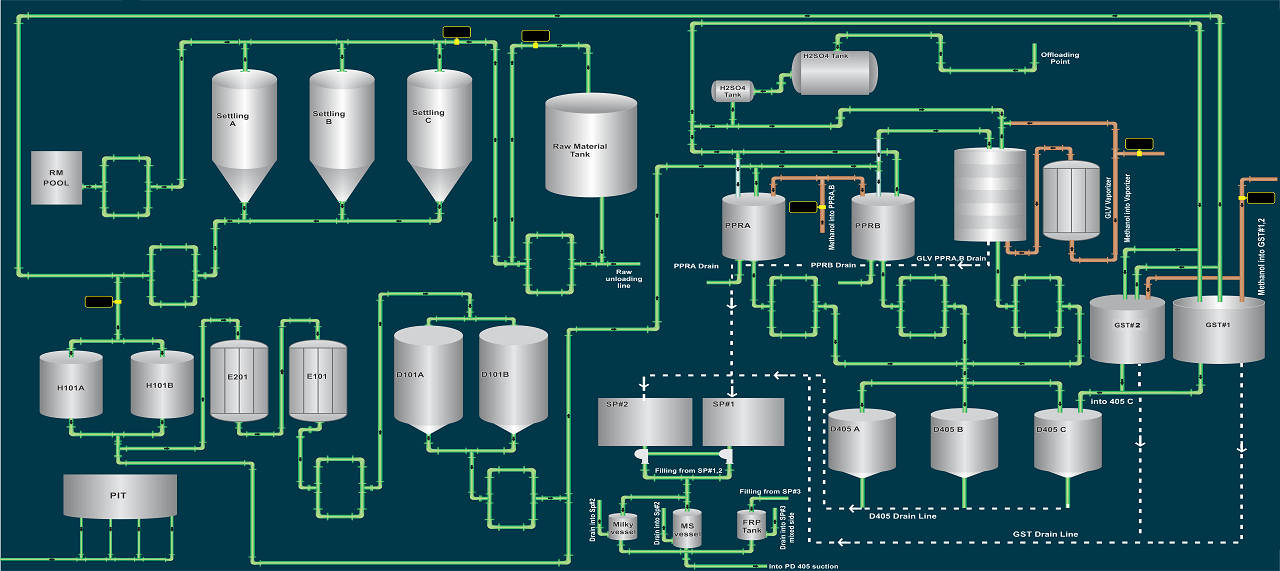 H2SO4 Tank
Offloading
Point
H2SO4
Tank
Settling
A
Settling
B
Settling
C
Raw Material
Tank
RM
POOL
PPRA
PPRB
Methanol into PPRA,B
GLV Vaporizer
Methanol into Vaporizer
Methanol into GST#1,2
PPRA Drain
PPRB Drain
GLV PPRA,B Drain
Raw
unloading
line
GST#2
GST#1
H101A
H101B
E201
E101
D101A
D101B
into 405 C
SP#2
SP#1
D405 A
D405 B
D405 C
Filling from SP#1,2
PIT
Filling from SP#3
Drain into Sp#2
Milky
vessel
Drain into Sp#2
MS
vessel
FRP
Tank
Drain into SP#3
mixed side
D405 Drain Line
GST Drain Line
Into PD 405 suction